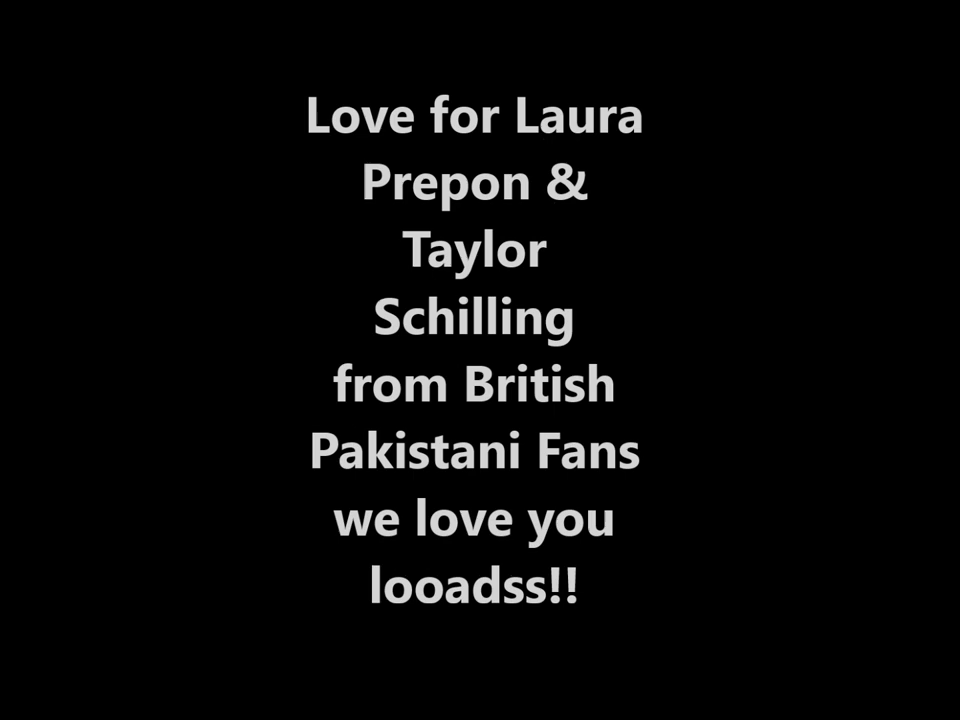 Love for Laura
Prepon &
Taylor
Schilling
from British
Pakistani Fans
we love you
looadss!!